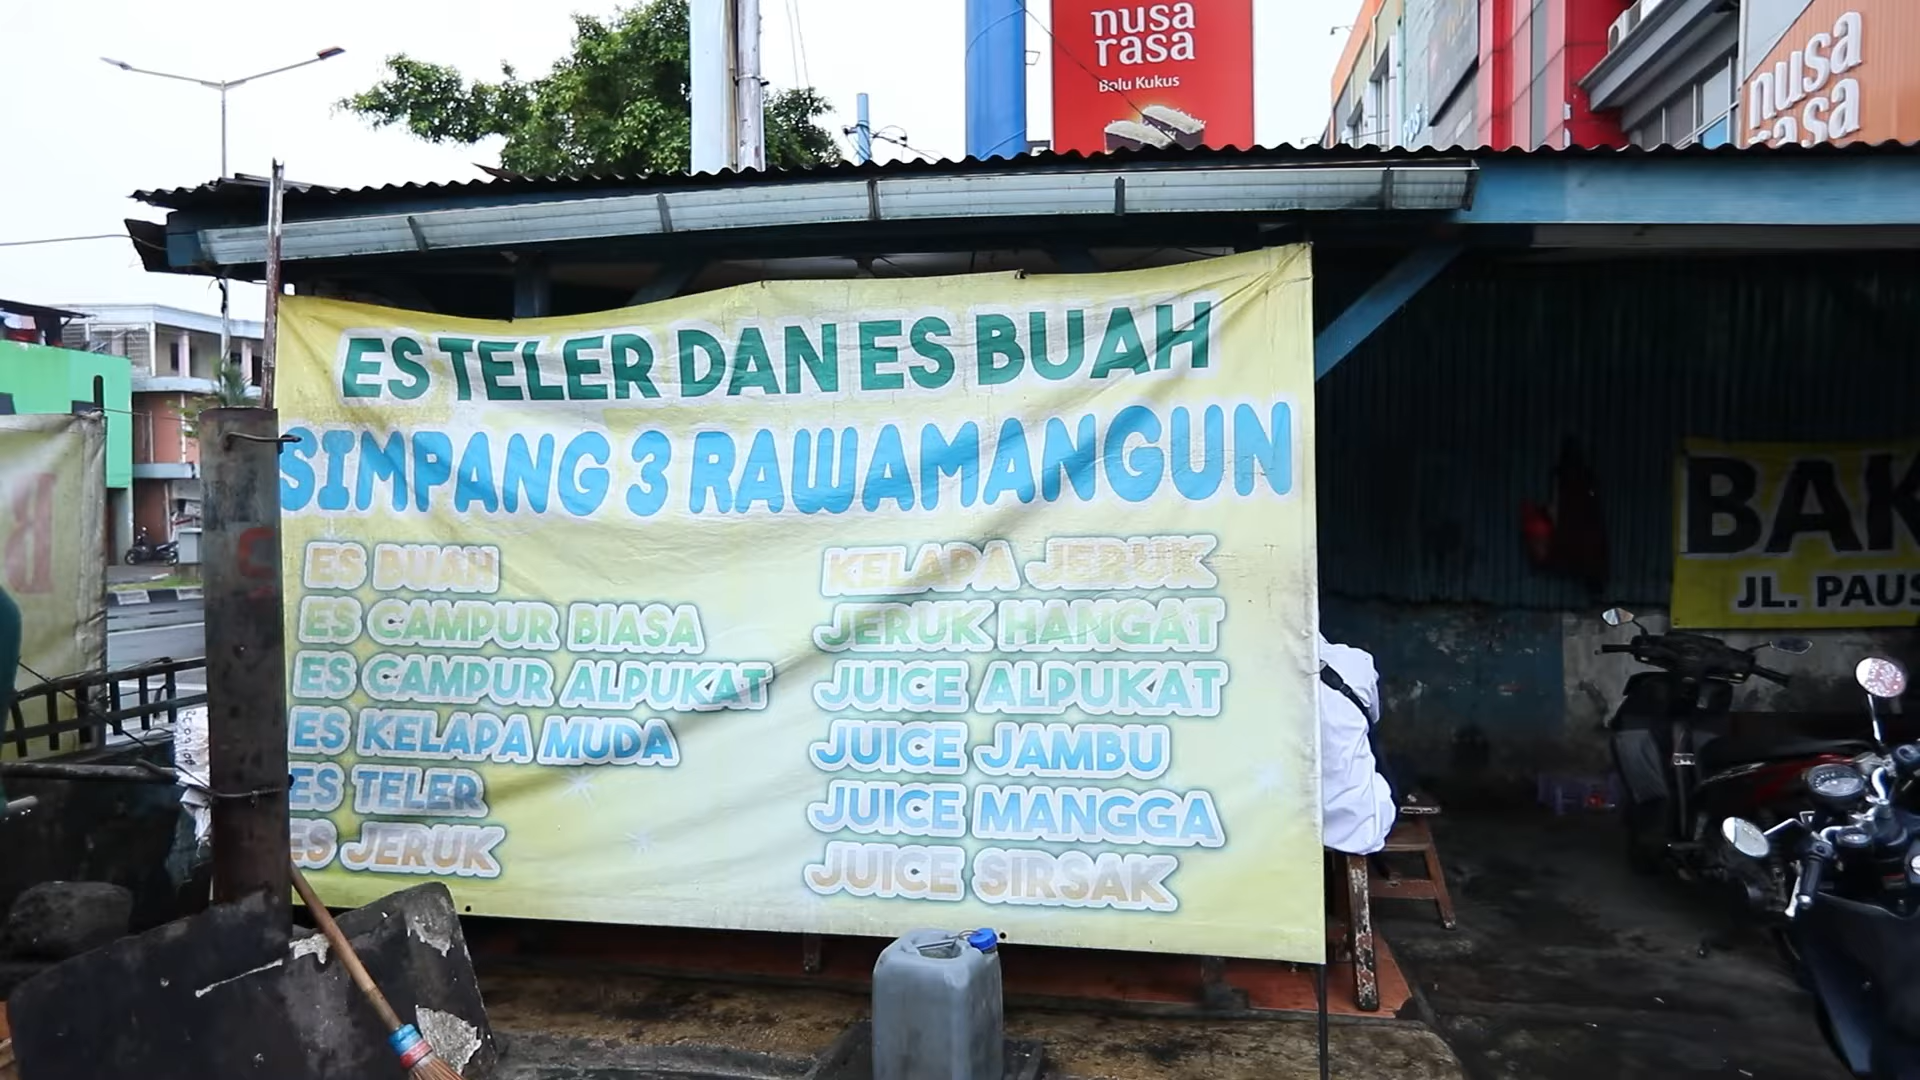 nusa
rasa
Bolu Kukus
nusa
rasa
ES TELER DAN ES BUAH
SIMPANG 3 RAWAMANGUN
ES BUAH
ES CAMPUR BIASA
ES CAMPUR ALPUKAT
ES KELAPA MUDA
ES TELER
ES JERUK
KELAPA JERUK
JERUK HANGAT
JUICE ALPUKAT
JUICE JAMBU
JUICE MANGGA
JUICE SIRSAK
BAK
JL. PAUS